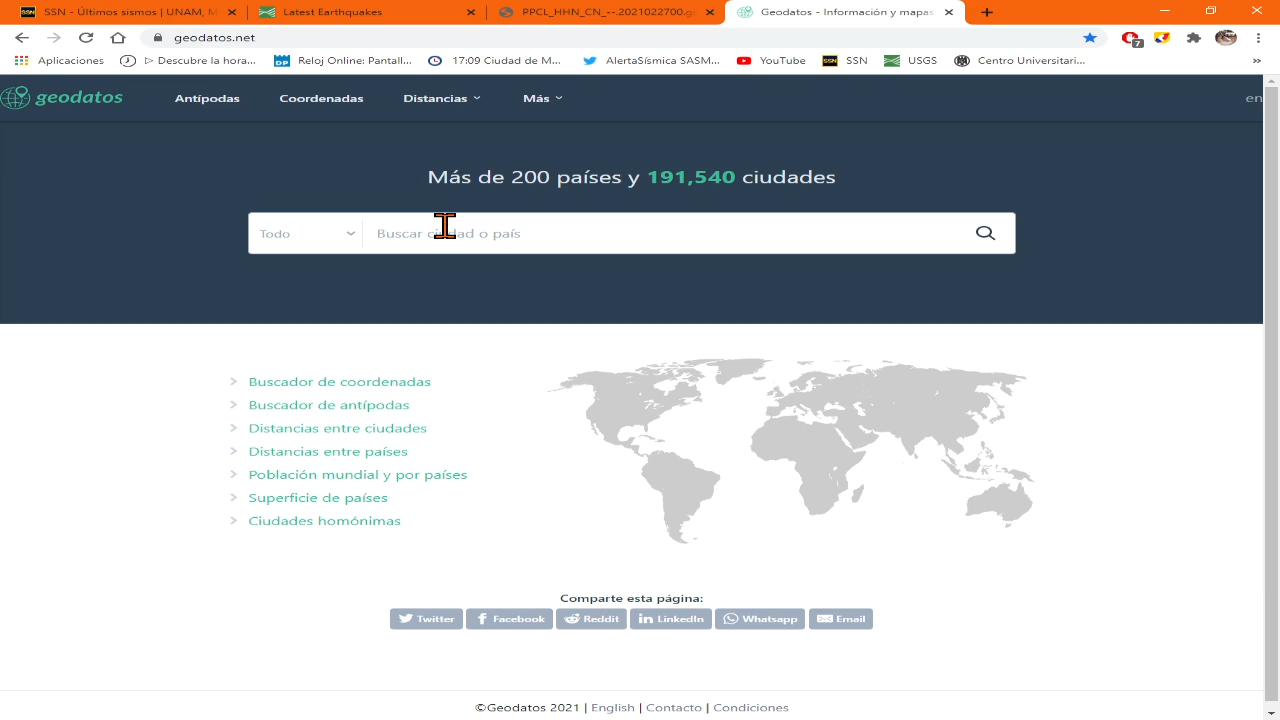 SSN - Últimos sismos | UNAM, M
Latest Earthquakes
PPCL_HHN_CN_--.2021022700.g
Geodatos - Información y mapas
geodatos.net
7
Aplicaciones
Descubre la hora...
DP Reloj Online: Pantall...
17:09 Ciudad de M...
AlertaSísmica SASM...
YouTube
SSN SSN
USGS
Centro Universitari...
»
geodatos
Antípodas
Coordenadas
Distancias
Más
en
Más de 200 países y 191,540 ciudades
Todo
Buscar ciudad o país
Buscador de coordenadas
Buscador de antípodas
Distancias entre ciudades
Distancias entre países
Población mundial y por países
Superficie de países
Ciudades homónimas
Comparte esta página:
Twitter
Facebook
Reddit
LinkedIn
Whatsapp
Email
©Geodatos 2021 | English | Contacto | Condiciones